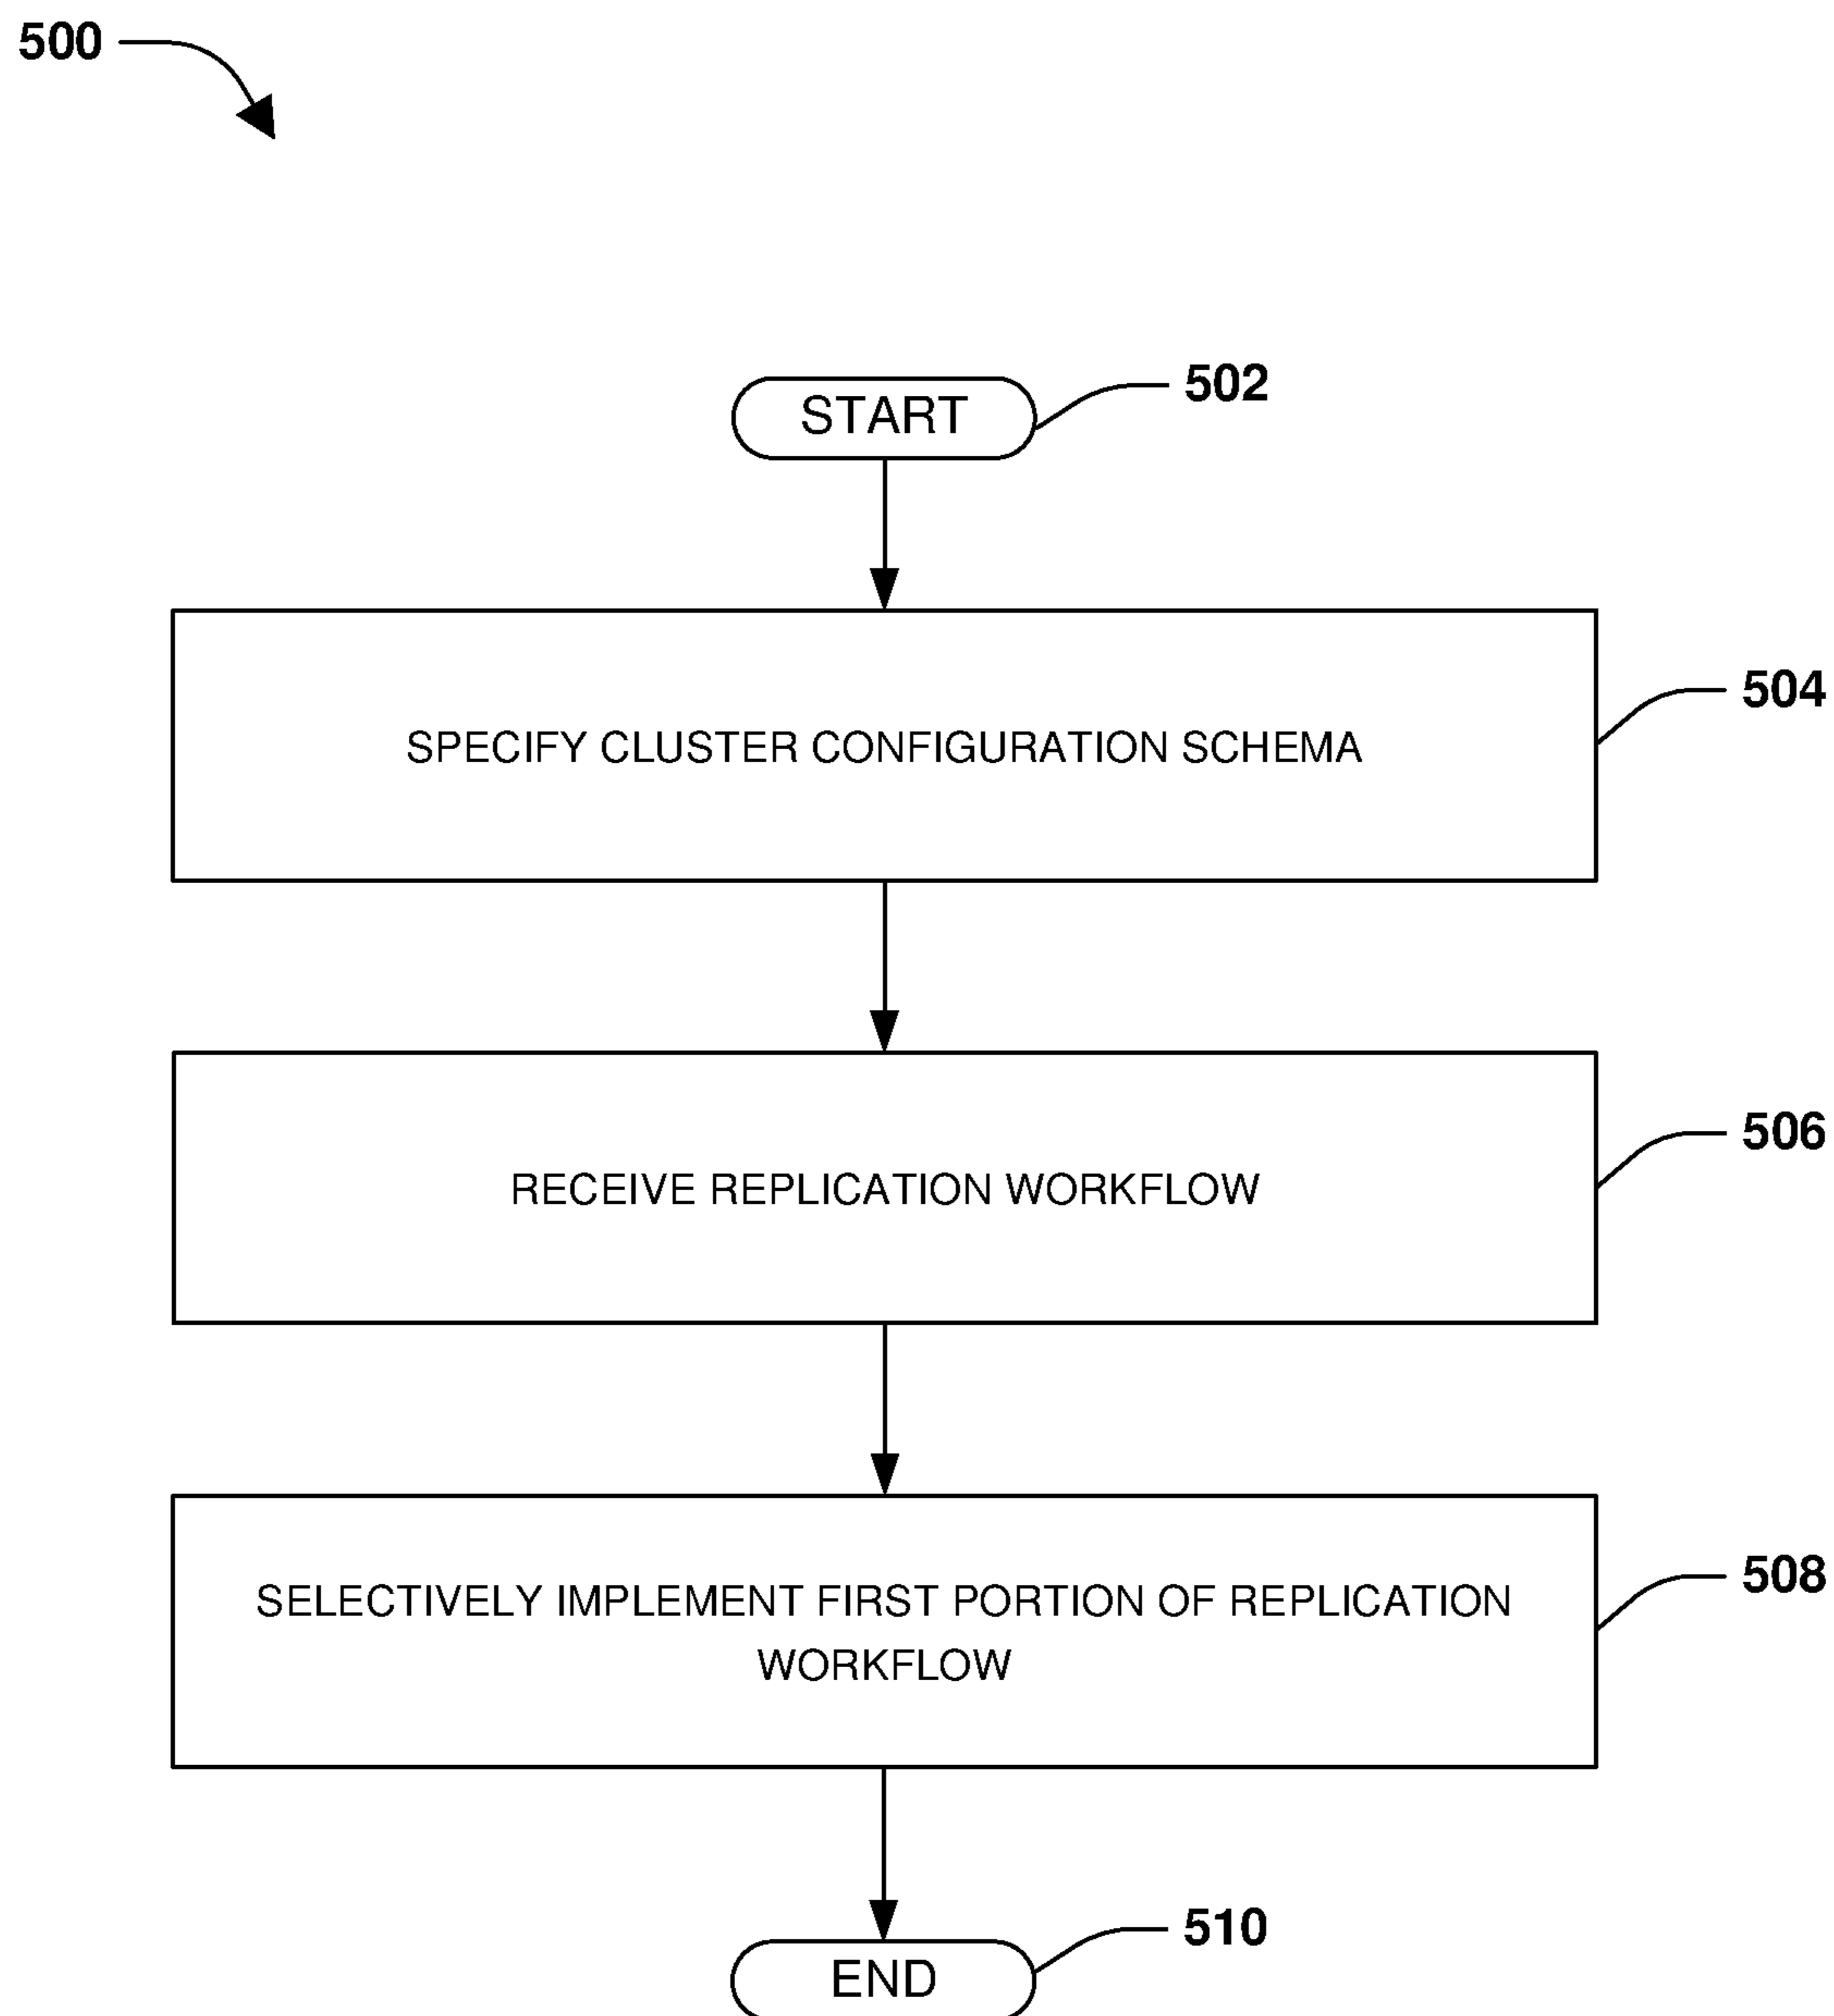 500
START
502
SPECIFY CLUSTER CONFIGURATION SCHEMA
504
RECEIVE REPLICATION WORKFLOW
506
SELECTIVELY IMPLEMENT FIRST PORTION OF REPLICATION
WORKFLOW
508
END
510